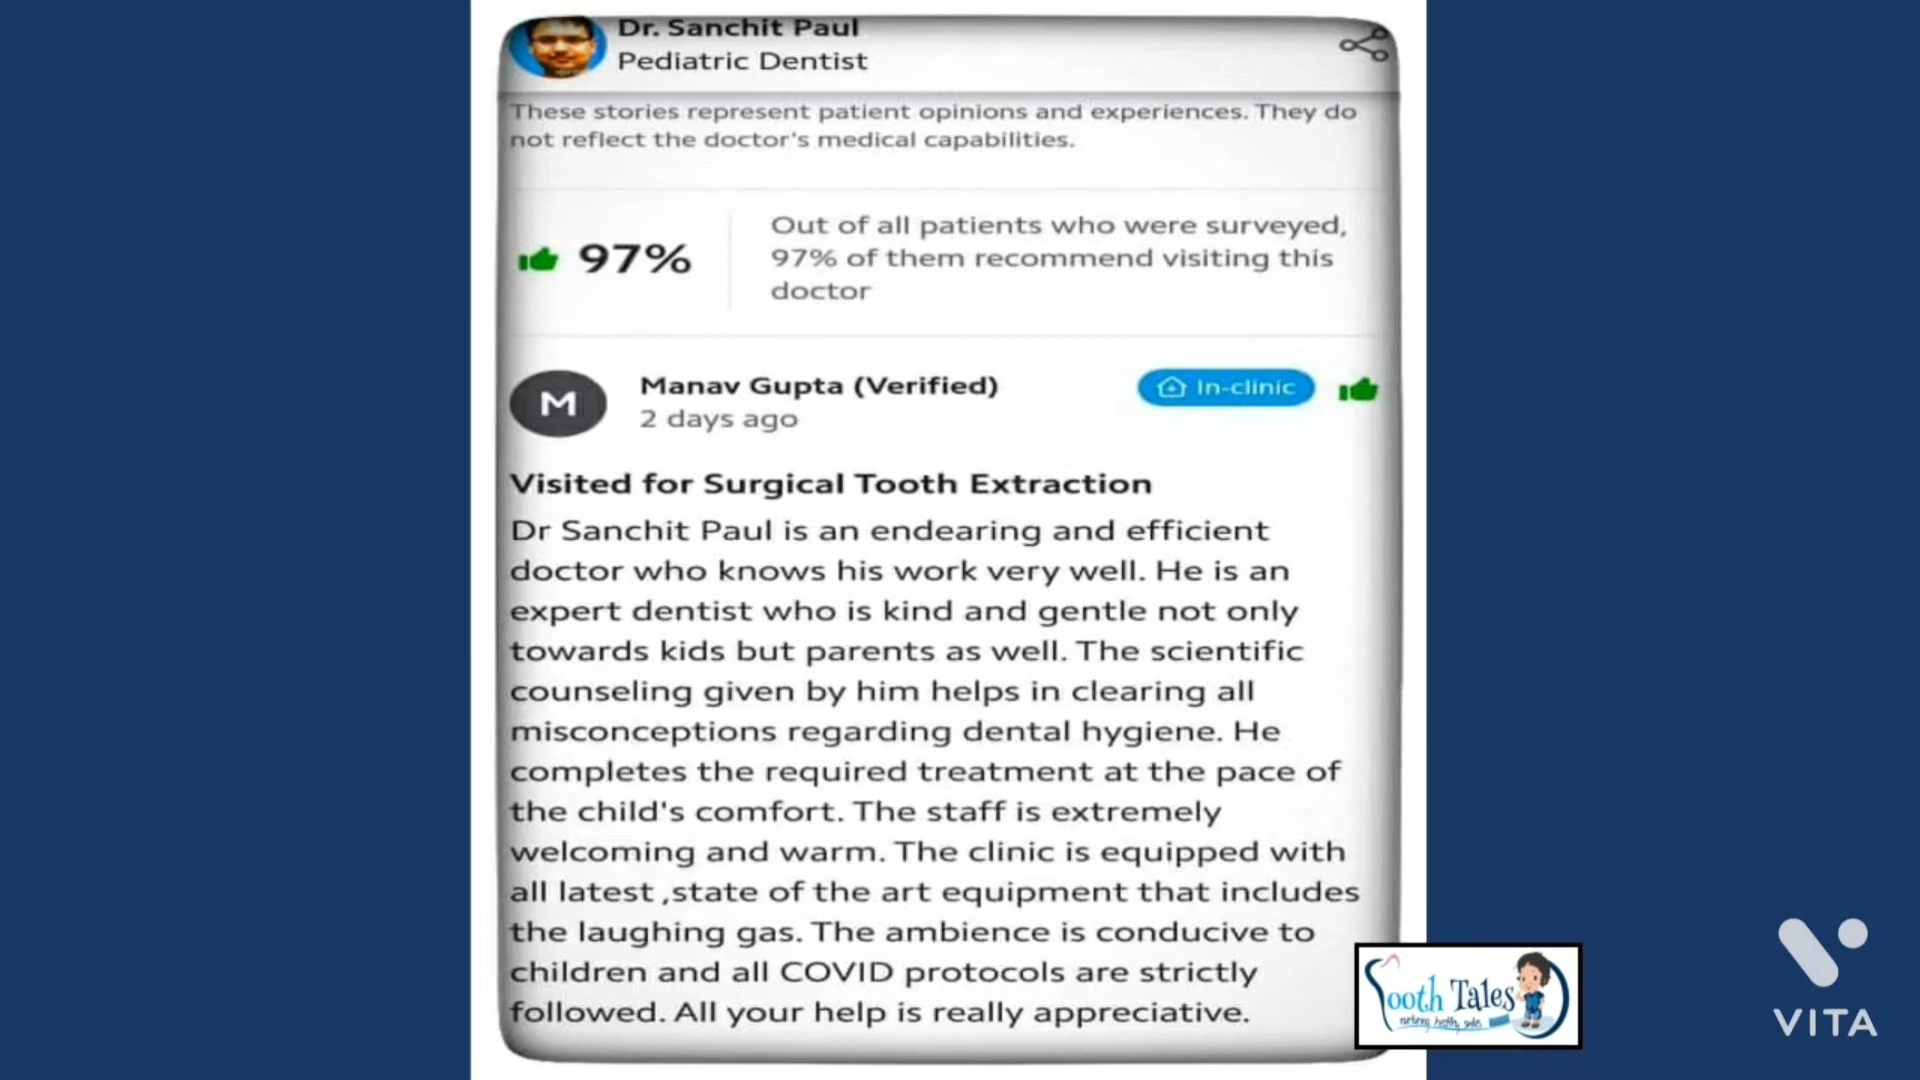 Dr. Sanchit Paul
Pediatric Dentist
These stories represent patient opinions and experiences. They do
not reflect the doctor's medical capabilities.
97%
Out of all patients who were surveyed,
97% of them recommend visiting this
doctor
M
Manav Gupta (Verified)
In-clinic
2 days ago
Visited for Surgical Tooth Extraction
Dr Sanchit Paul is an endearing and efficient
doctor who knows his work very well. He is an
expert dentist who is kind and gentle not only
towards kids but parents as well. The scientific
counseling given by him helps in clearing all
misconceptions regarding dental hygiene. He
completes the required treatment at the pace of
the child's comfort. The staff is extremely
welcoming and warm. The clinic is equipped with
all latest ,state of the art equipment that includes
the laughing gas. The ambience is conducive to
children and all COVID protocols are strictly
followed. All your help is really appreciative.
Tooth Tales
nurturing healthy smiles
VITA